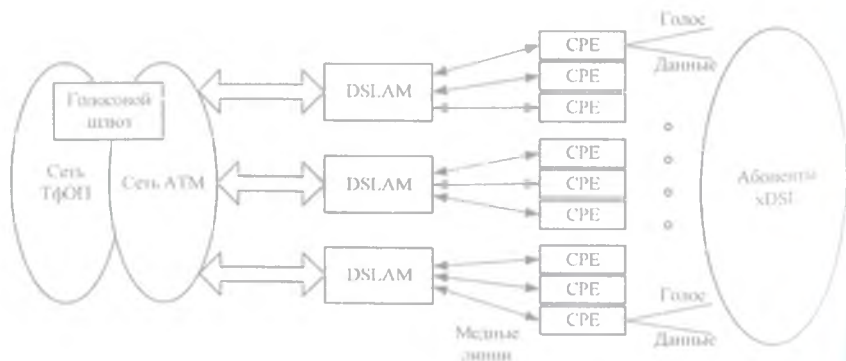 Голос
CPE
Данные
CPE
DSLAM
CPE
Голосовой
шлюз
CPE
Сеть
ТфОП
Сеть ATM
DSLAM
CPE
CPE
Абоненты
xDSL
CPE
DSLAM
CPE
Голос
CPE
Данные
Медные
линии